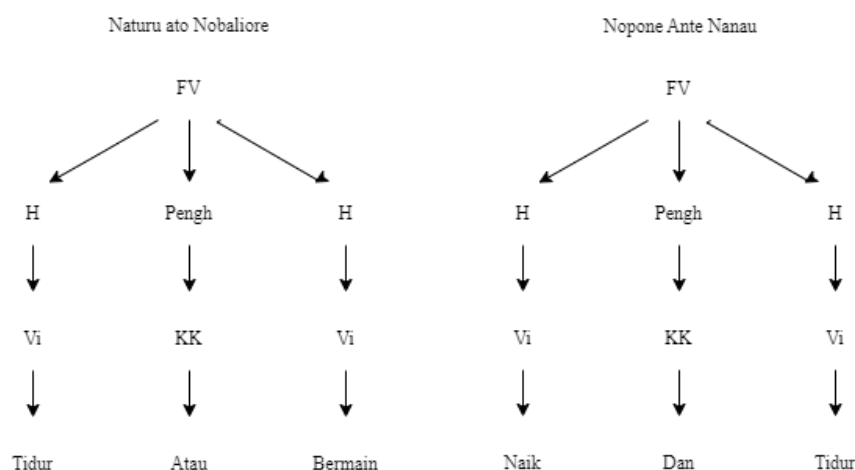 Naturu ato Nobaliore
Nopone Ante Nanau
FV
FV
H Pengh H
H Pengh H
Vi KK Vi
Vi KK Vi
Tidur Atau Bermain
Naik Dan Tidur